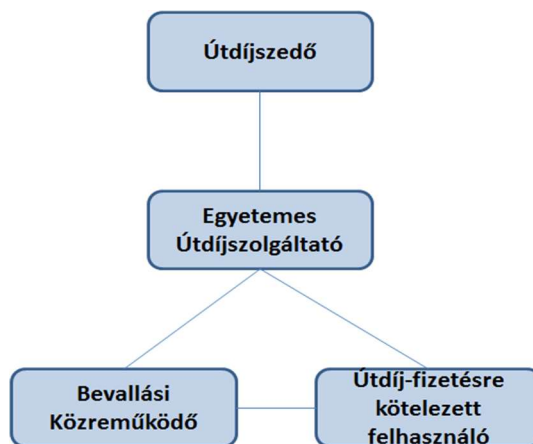 Útdíjszedő
Egyetemes
Útdíjszolgáltató
Bevallási
Közreműködő
Útdíj-fizetésre
kötelezett
felhasználó